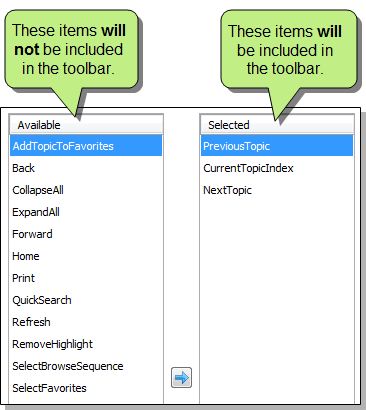 These items will
not be included
in the toolbar.
These items will
be included in
the toolbar.
Available
AddTopicToFavorites
Back
CollapseAll
ExpandAll
Forward
Home
Print
QuickSearch
Refresh
RemoveHighlight
SelectBrowseSequence
SelectFavorites
Selected
PreviousTopic
CurrentTopicIndex
NextTopic